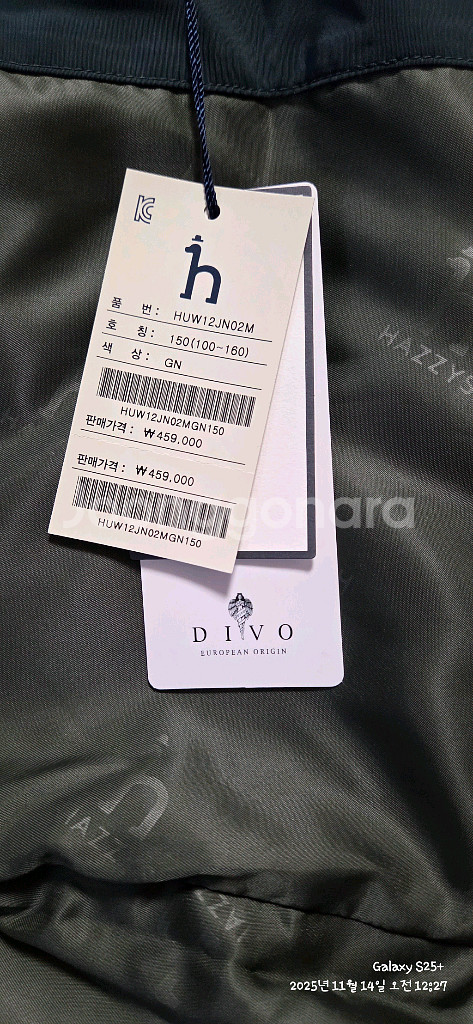 h
품 번 : HUW12JN02M
호 칭 : 150(100~160)
색 상 : GN
HUW12JN02MGN150
판매가격 : ₩459,000
판매가격 : ₩459,000
HUW12JN02MGN150
DIVO
EUROPEAN ORIGIN
HAZZYS
HAZZ
HAZZY
Galaxy S25+
2025년 11월 14일 오전 12:27